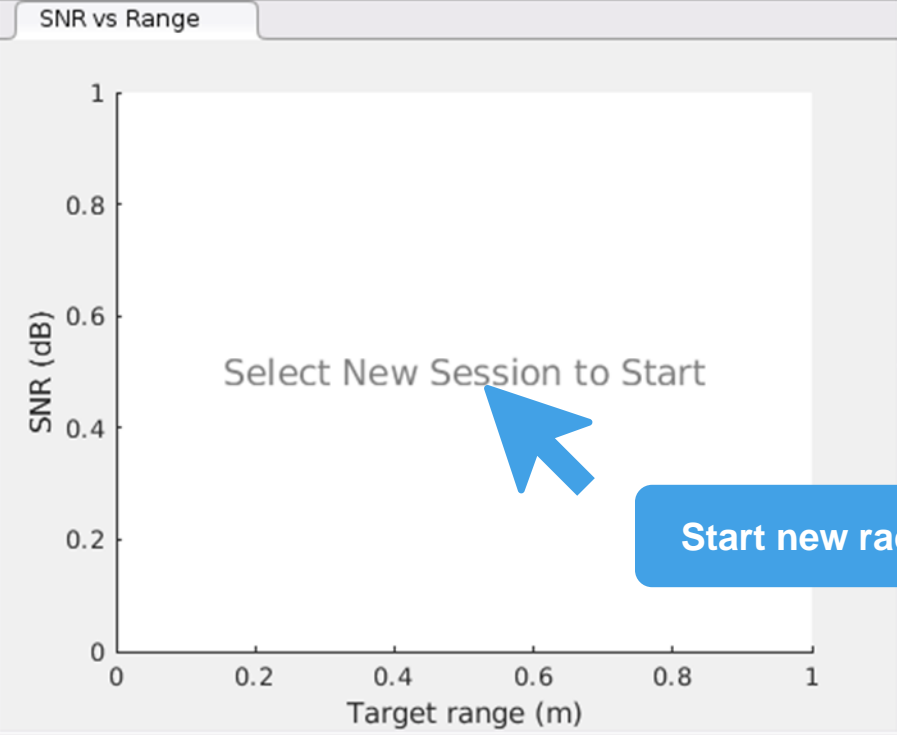 SNR vs Range
1
0.8
0.6
0.4
0.2
0
SNR (dB)
Select New Session to Start
Start new
0 0.2 0.4 0.6 0.8 1
Target range (m)